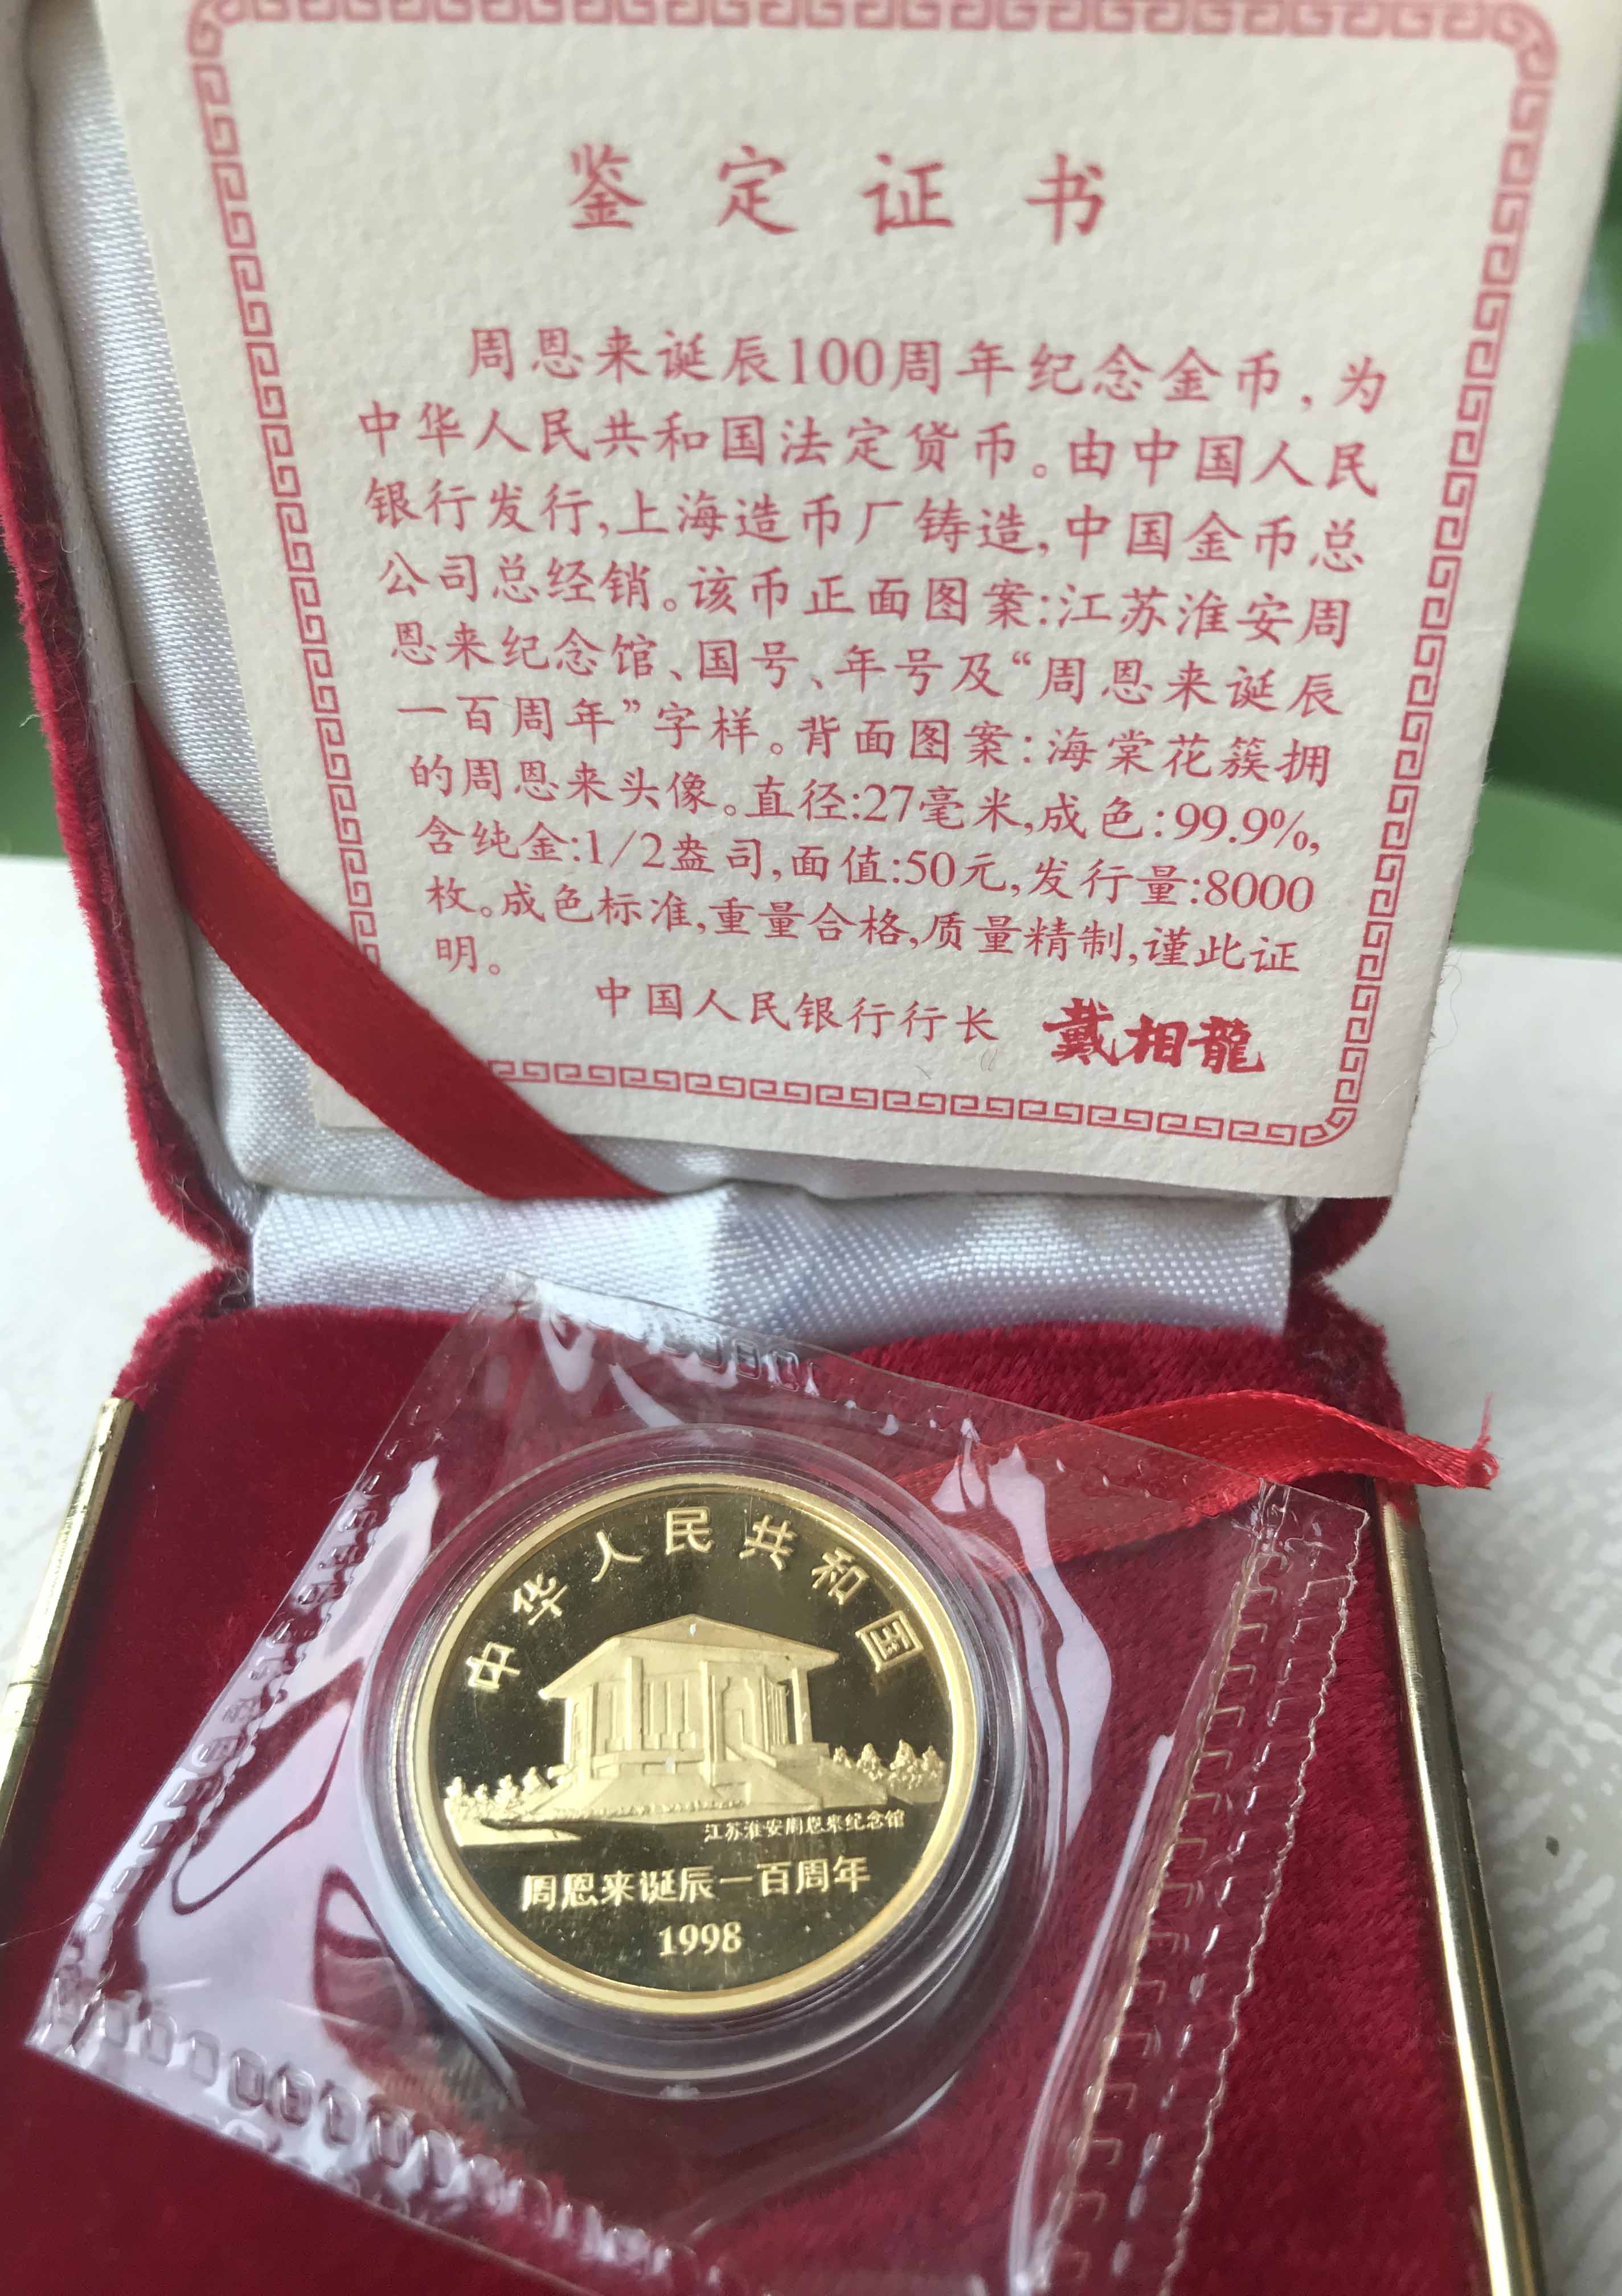 鉴定证书
周恩来诞辰100周年纪念金币,为
中华人民共和国法定货币。由中国人民
银行发行,上海造币厂铸造,中国金币总
公司总经销。该币正面图案:江苏淮安周
恩来纪念馆、国号、年号及“周恩来诞辰
一百周年”字样。背面图案:海棠花簇拥
的周恩来头像。直径:27毫米,成色:99.9%,
含纯金:1/2盎司,面值:50元,发行量:8000
枚。成色标准,重量合格,质量精制,谨此证
明。
中国人民银行行长 戴相龍
中华人民共和国
江苏淮安周恩来纪念馆
周恩来诞辰一百周年
1998